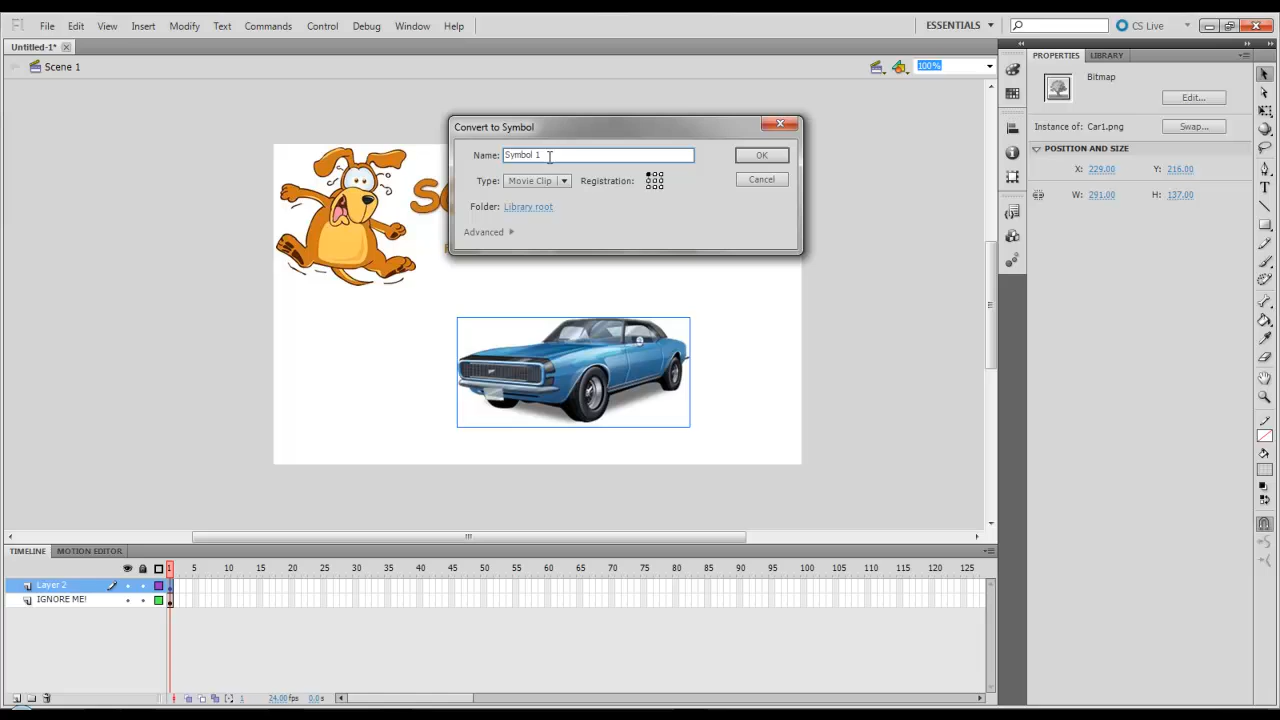 Fl File Edit View Insert Modify Text Commands Control Debug Window Help ESSENTIALS CS Live
Untitled-1*
Scene 1 100%
PROPERTIES LIBRARY
Bitmap
Edit...
Instance of: Car1.png Swap...
POSITION AND SIZE
X: 229.00 Y: 216.00
W: 291.00 H: 137.00
Convert to Symbol
Name: Symbol 1 OK
Type: Movie Clip Registration: Cancel
Folder: Library root
Advanced
TIMELINE MOTION EDITOR
1 5 10 15 20 25 30 35 40 45 50 55 60 65 70 75 80 85 90 95 100 105 110 115 120 125
Layer 2
IGNORE ME!
1 24.00 fps 0.0 s